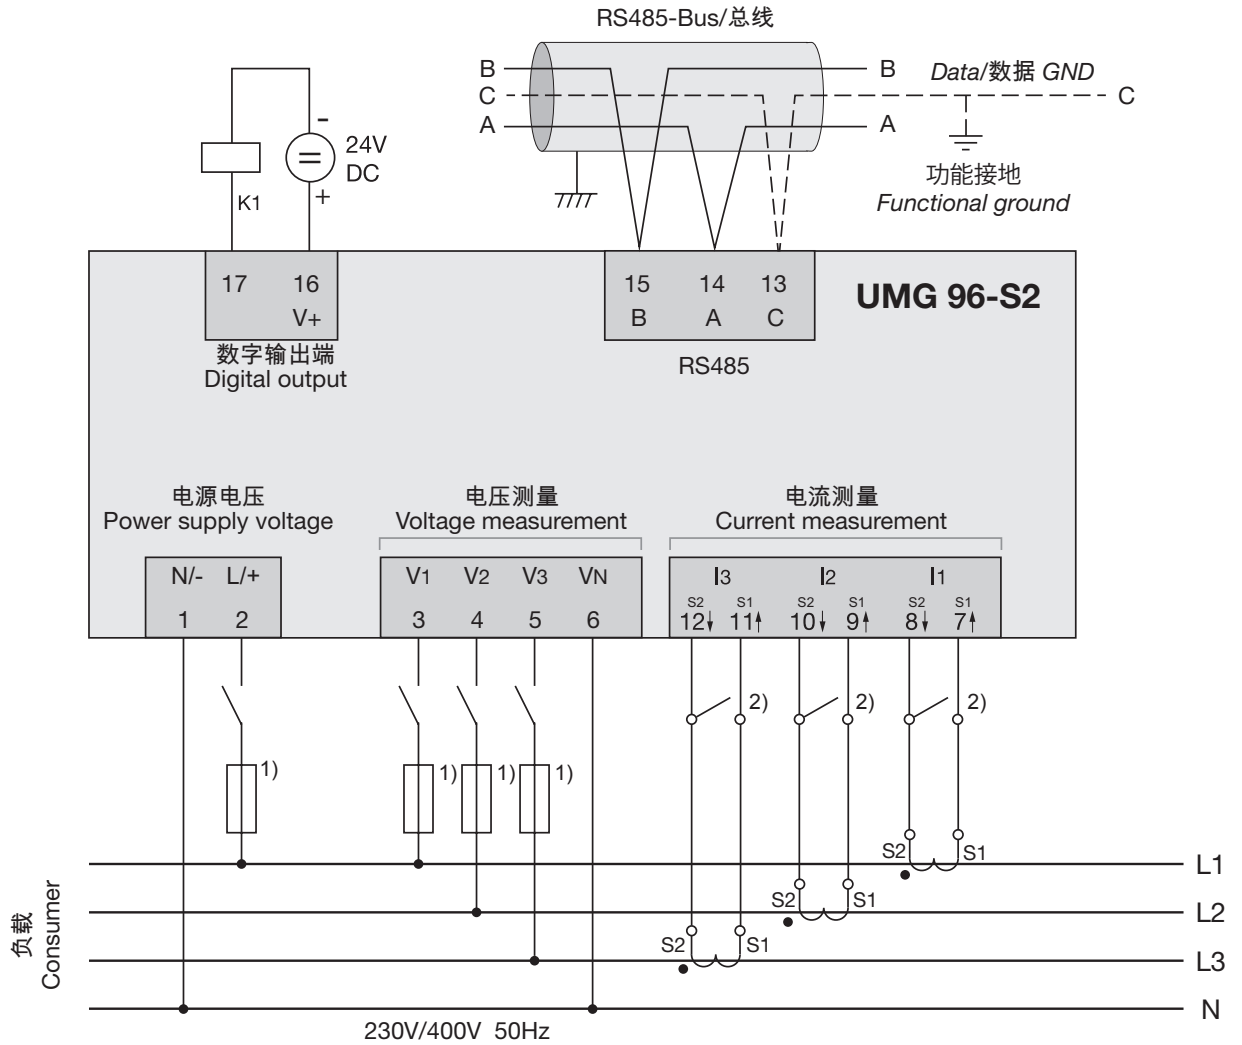 RS485-Bus/总线
B
B
Data/数据 GND
C
C
A
A
-
24V
DC
K1
+
功能接地
Functional ground
17 16
V+
数字输出端
Digital output
15 14 13
B A C
RS485
UMG 96-S2
电源电压
Power supply voltage
电压测量
Voltage measurement
电流测量
Current measurement
N/- L/+
1 2
V1 V2 V3 VN
3 4 5 6
I3 I2 I1
S2 S1 S2 S1 S2 S1
12 11 10 9 8 7
2) 2) 2)
1) 1) 1) 1)
S2 S1
L1
S2 S1
L2
S2 S1
L3
N
负载
Consumer
230V/400V 50Hz